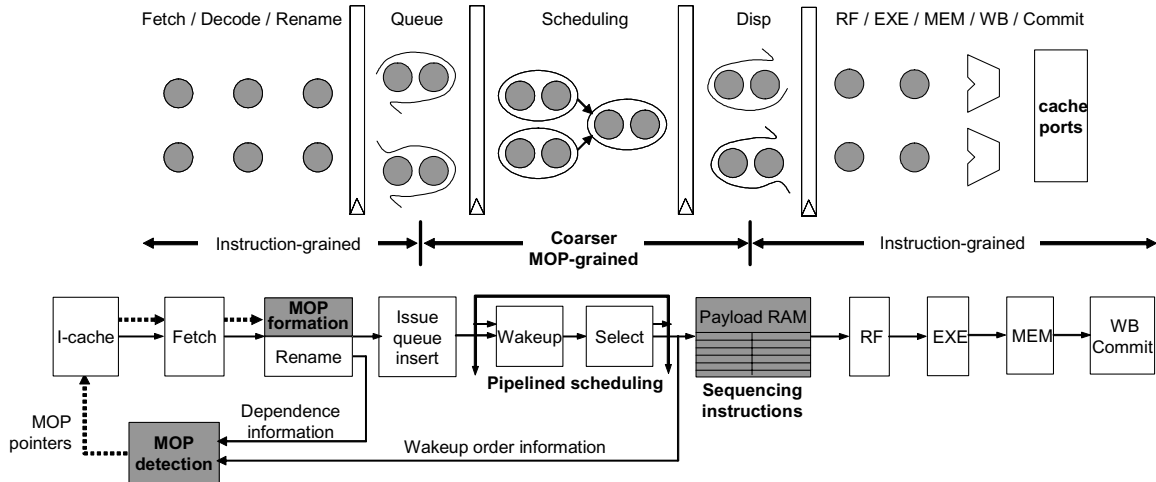 Fetch / Decode / Rename
Queue
Scheduling
Disp
RF / EXE / MEM / WB / Commit
cache
ports
Instruction-grained
Coarser
MOP-grained
Instruction-grained
I-cache
Fetch
MOP
formation
Rename
Issue
queue
insert
Wakeup
Select
Pipelined scheduling
Payload RAM
Sequencing
instructions
RF
EXE
MEM
WB
Commit
MOP
pointers
MOP
detection
Dependence
information
Wakeup order information